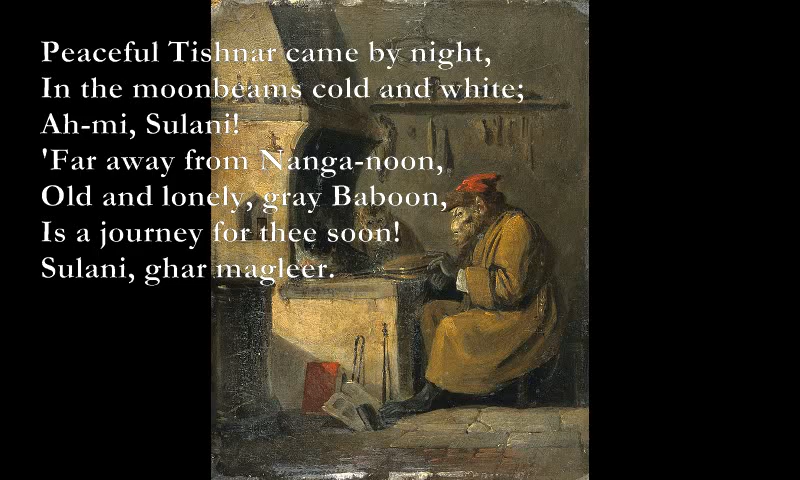 Peaceful Tishnar came by night,
In the moonbeams cold and white;
Ah-mi, Sulani!
'Far away from Nanga-noon,
Old and lonely, gray Baboon,
Is a journey for thee soon!
Sulani, ghar magleer.